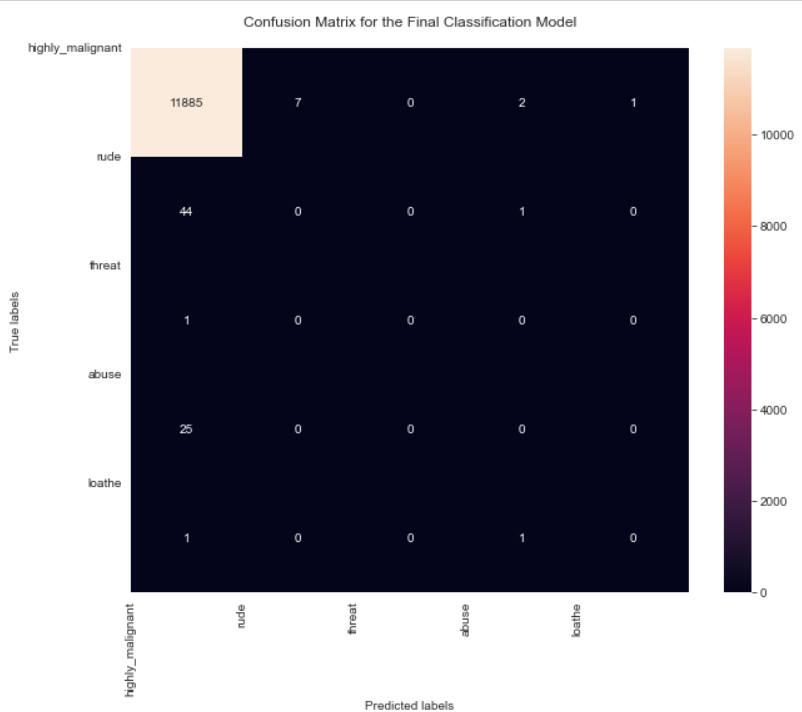 Confusion Matrix for the Final Classification Model
highly_malignant
11885 7 0 2 1
10000
rude
8000
44 0 0 1 0
threat
6000
True labels
1 0 0 0 0
abuse
4000
25 0 0 0 0
loathe
2000
1 0 0 1 0
0
highly_malignant rude threat abuse loathe
Predicted labels